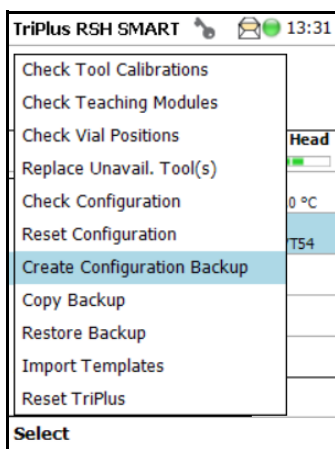 TriPlus RSH SMART 13:31
Check Tool Calibrations
Check Teaching Modules
Check Vial Positions
Head
Replace Unavail. Tool(s)
Check Configuration
0 °C
Reset Configuration
T54
Create Configuration Backup
Copy Backup
Restore Backup
Import Templates
Reset TriPlus
Select